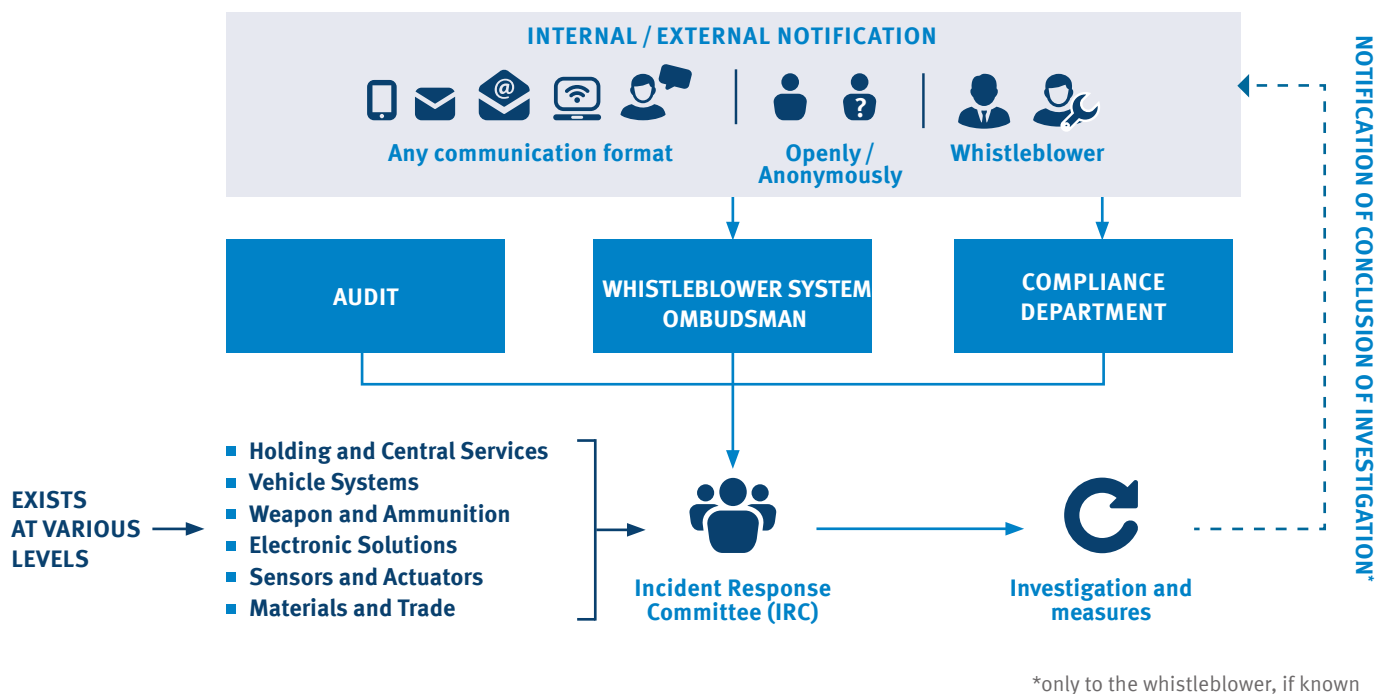 INTERNAL / EXTERNAL NOTIFICATION
@
?
Any communication format
Openly /
Anonymously
Whistleblower
AUDIT
WHISTLEBLOWER SYSTEM
OMBUDSMAN
COMPLIANCE
DEPARTMENT
NOTIFICATION OF CONCLUSION OF INVESTIGATION*
EXISTS
AT VARIOUS
LEVELS
Holding and Central Services
Vehicle Systems
Weapon and Ammunition
Electronic Solutions
Sensors and Actuators
Materials and Trade
Incident Response
Committee (IRC)
Investigation and
measures
*only to the whistleblower, if known